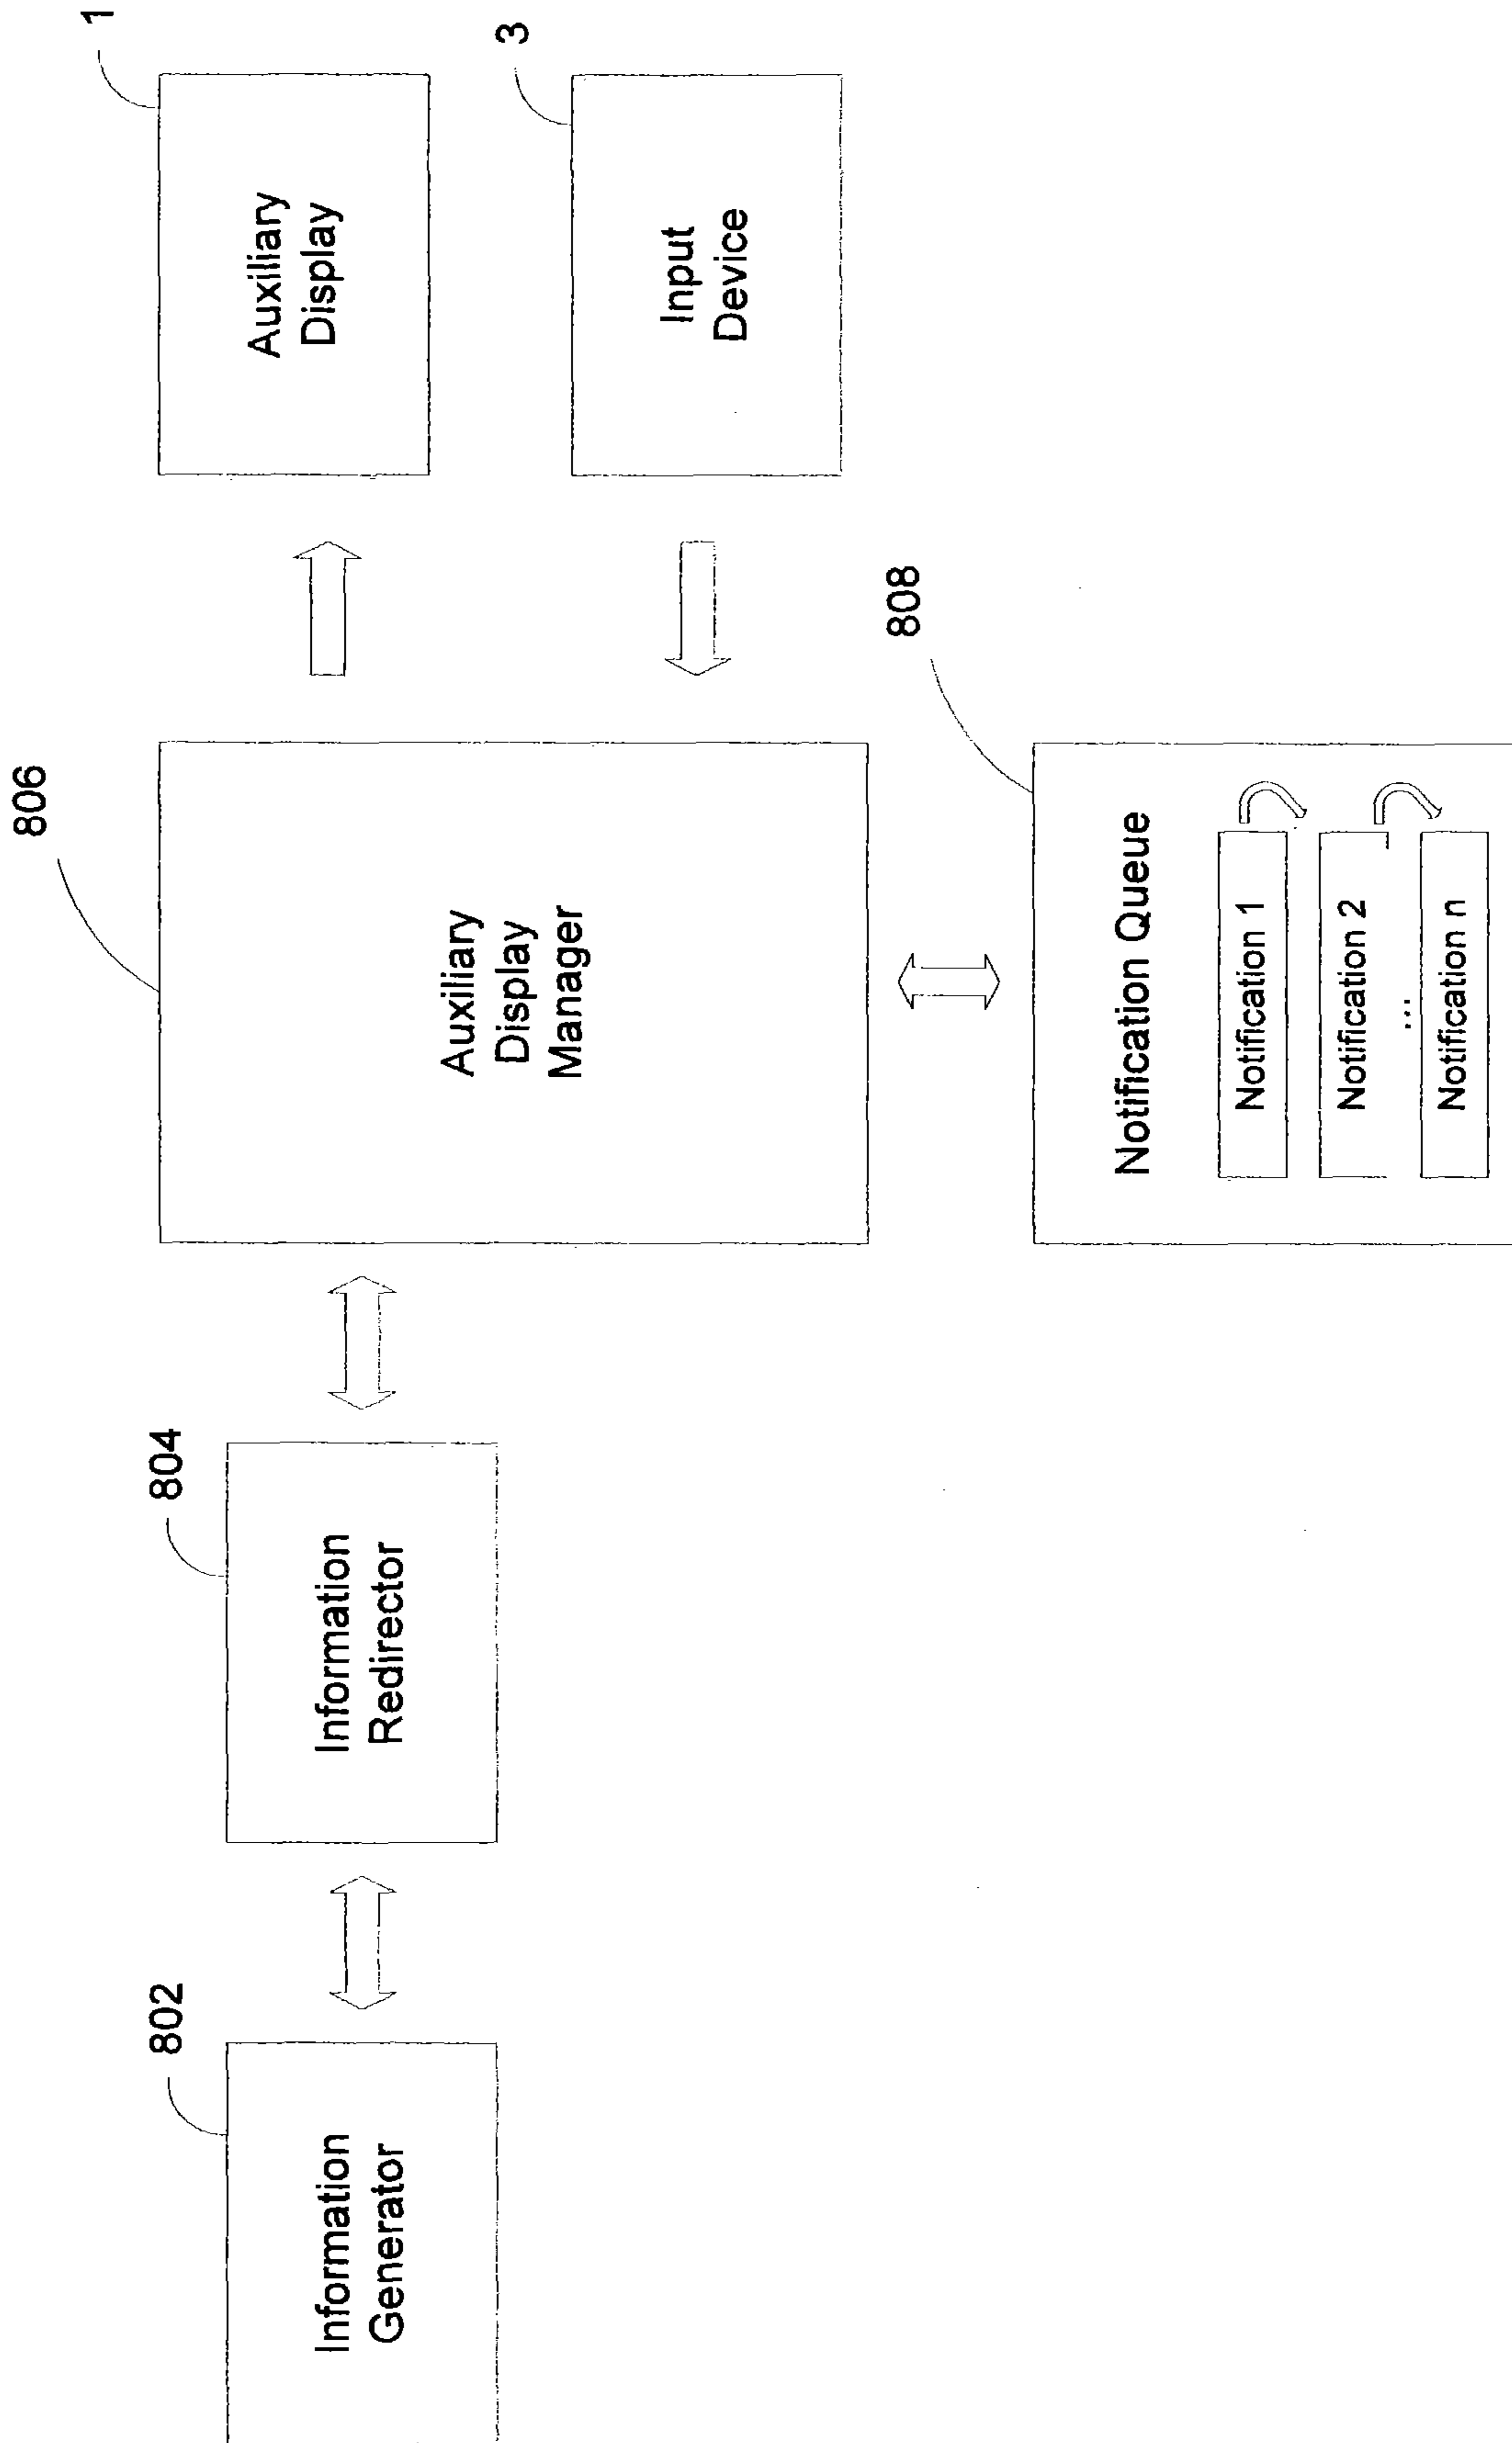 802
Information
Generator
804
Information
Redirector
806
Auxiliary
Display
Manager
1
Auxiliary
Display
3
Input
Device
808
Notification Queue
Notification 1
Notification 2
...
Notification n